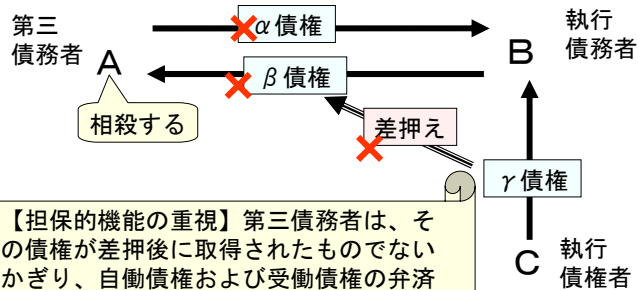 第三
債務者
A
α債権
執行
債務者
B
β債権
相殺する
差押え
γ債権
【担保的機能の重視】第三債務者は、そ
の債権が差押後に取得されたものでない
かぎり、自働債権および受働債権の弁済
C
執行
債権者